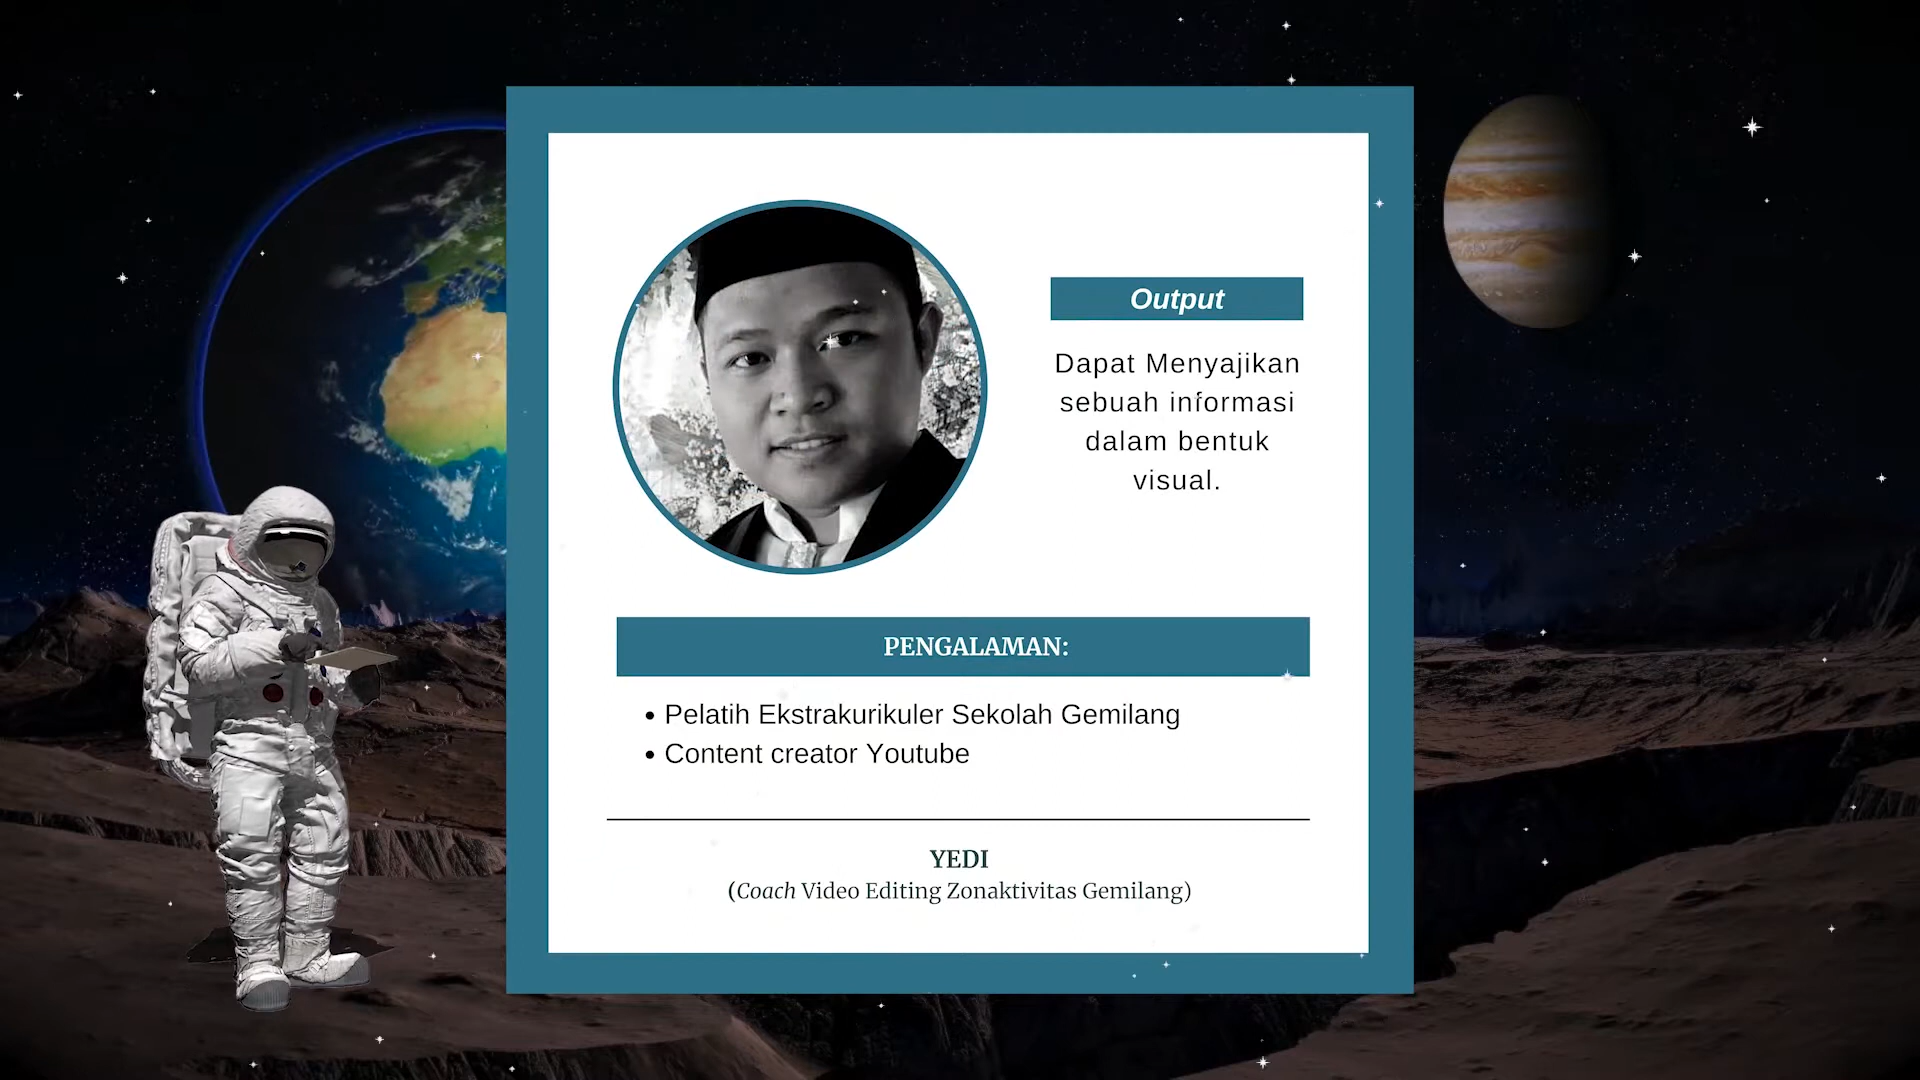 Output
Dapat Menyajikan
sebuah informasi
dalam bentuk
visual.
PENGALAMAN:
• Pelatih Ekstrakurikuler Sekolah Gemilang
• Content creator Youtube
YEDI
(Coach Video Editing Zonaktivitas Gemilang)